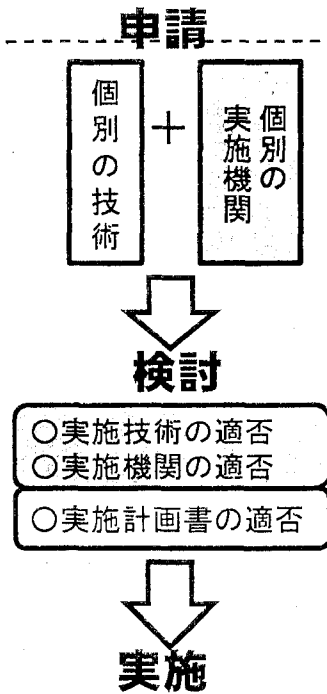 申請
個別の技術
＋
個別の
実施機関
検討
○実施技術の適否
○実施機関の適否
○実施計画書の適否
実施